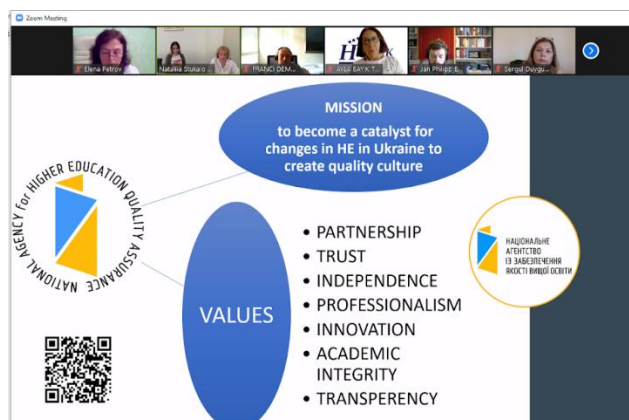 Zoom Meeting
Elena Petrov
Nataliia Stukalo
FRANCI DEM...
AYLA BAYIK T...
Jan Philipp E...
Sergul Duygu...
MISSION
to become a catalyst for
changes in HE in Ukraine to
create quality culture
NATIONAL AGENCY for HIGHER EDUCATION QUALITY ASSURANCE
VALUES
• PARTNERSHIP
• TRUST
• INDEPENDENCE
• PROFESSIONALISM
• INNOVATION
• ACADEMIC
INTEGRITY
• TRANSPERENCY
НАЦІОНАЛЬНЕ
АГЕНТСТВО
ІЗ ЗАБЕЗПЕЧЕННЯ
ЯКОСТІ ВИЩОЇ ОСВІТИ